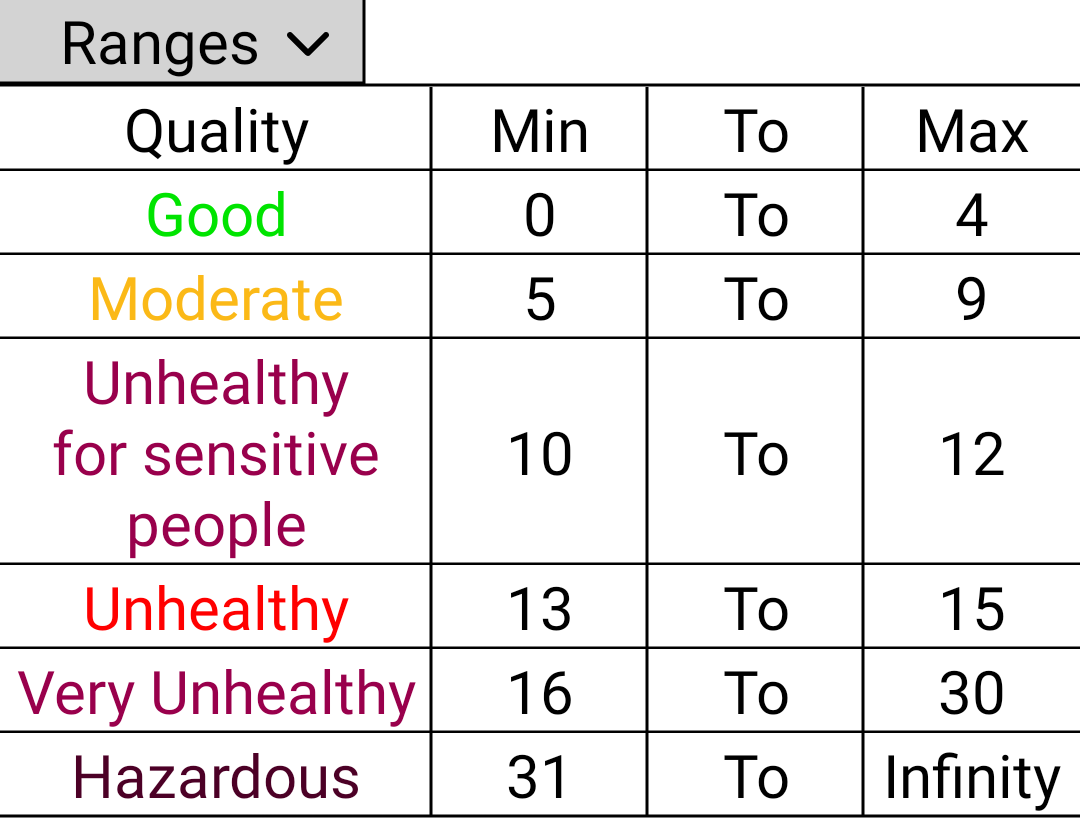 Ranges
Quality Min To Max
Good 0 To 4
Moderate 5 To 9
Unhealthy
for sensitive 10 To 12
people
Unhealthy 13 To 15
Very Unhealthy 16 To 30
Hazardous 31 To Infinity